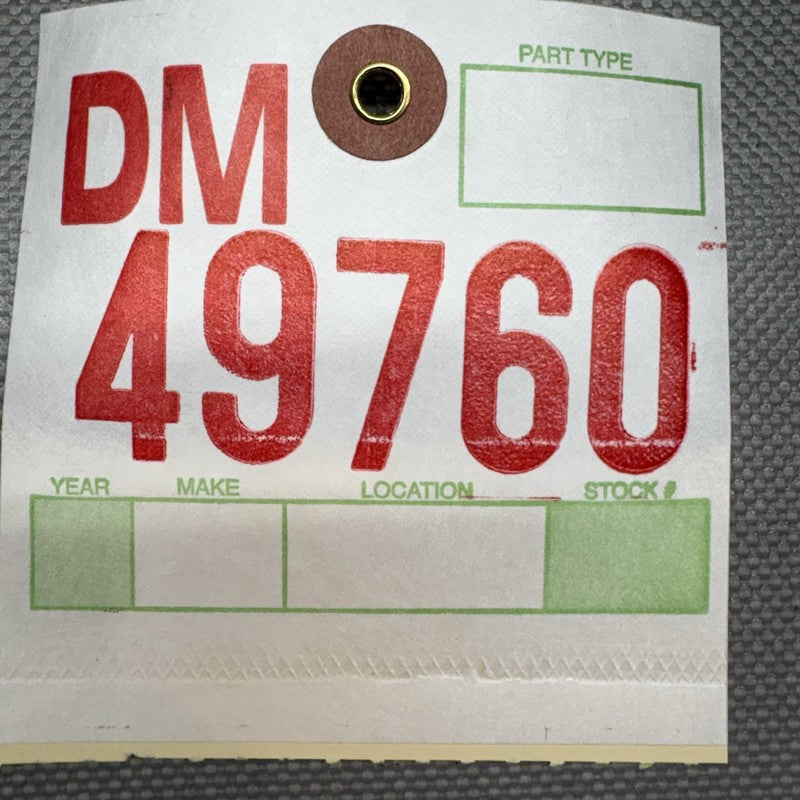 DM
PART TYPE
49760
YEAR MAKE LOCATION STOCK #